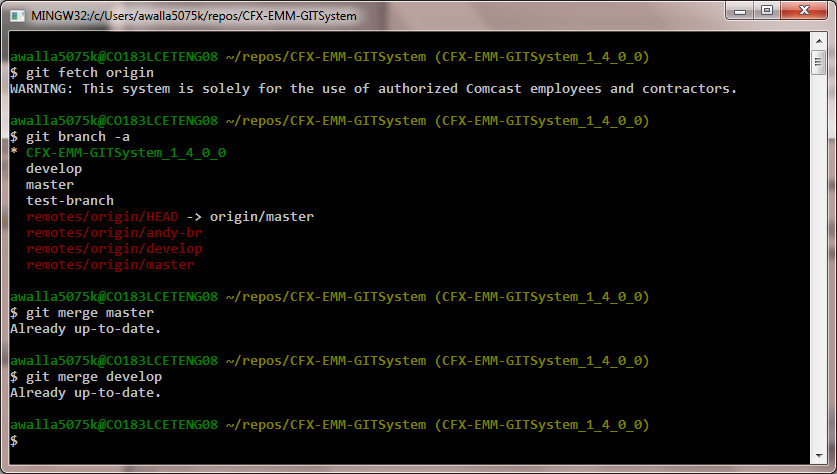 MINGW32:/c/Users/awalla5075k/repos/CFX-EMM-GITSystem
awalla5075k@CO183LCETENG08 ~/repos/CFX-EMM-GITSystem (CFX-EMM-GITSystem_1_4_0_0)
$ git fetch origin
WARNING: This system is solely for the use of authorized Comcast employees and contractors.
awalla5075k@CO183LCETENG08 ~/repos/CFX-EMM-GITSystem (CFX-EMM-GITSystem_1_4_0_0)
$ git branch -a
* CFX-EMM-GITSystem_1_4_0_0
develop
master
test-branch
remotes/origin/HEAD -> origin/master
remotes/origin/andy-br
remotes/origin/develop
remotes/origin/master
awalla5075k@CO183LCETENG08 ~/repos/CFX-EMM-GITSystem (CFX-EMM-GITSystem_1_4_0_0)
$ git merge master
Already up-to-date.
awalla5075k@CO183LCETENG08 ~/repos/CFX-EMM-GITSystem (CFX-EMM-GITSystem_1_4_0_0)
$ git merge develop
Already up-to-date.
awalla5075k@CO183LCETENG08 ~/repos/CFX-EMM-GITSystem (CFX-EMM-GITSystem_1_4_0_0)
$